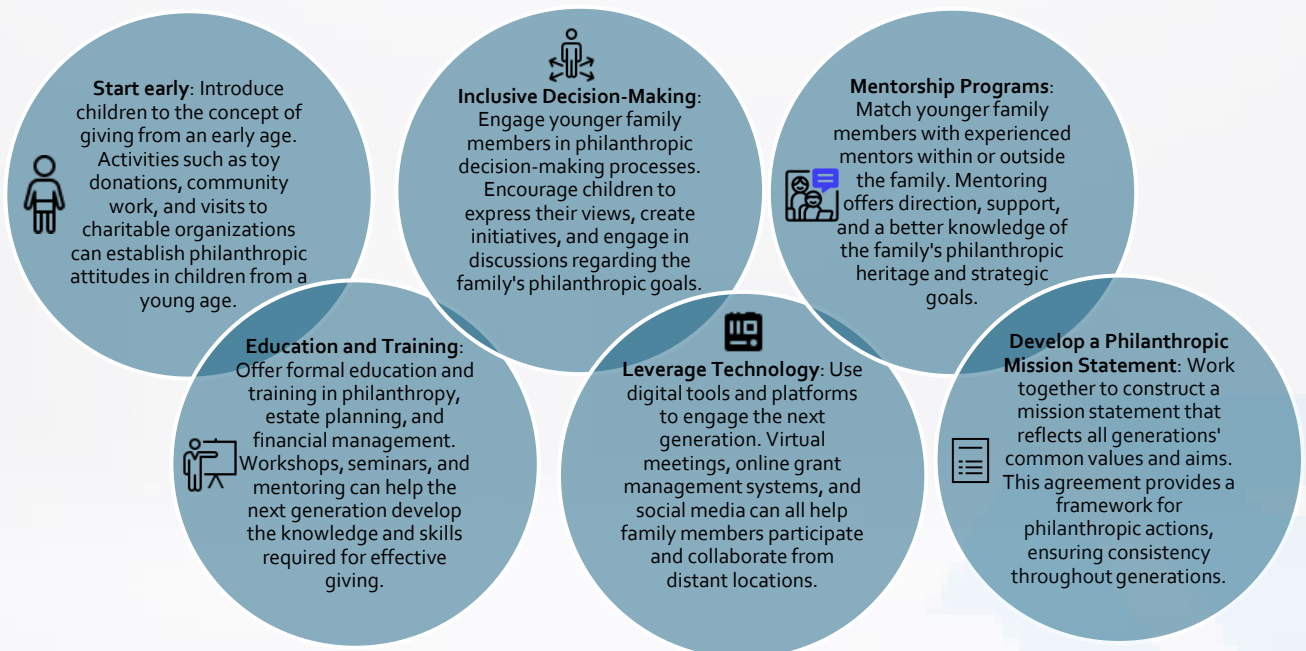 Start early: Introduce
children to the concept of
giving from an early age.
Activities such as toy
donations, community
work, and visits to
charitable organizations
can establish philanthropic
attitudes in children from a
young age.
Education and Training:
Offer formal education and
training in philanthropy,
estate planning, and
financial management.
Workshops, seminars, and
mentoring can help the
next generation develop
the knowledge and skills
required for effective
giving.
Inclusive Decision-Making:
Engage younger family
members in philanthropic
decision-making processes.
Encourage children to
express their views, create
initiatives, and engage in
discussions regarding the
family's philanthropic goals.
Leverage Technology: Use
digital tools and platforms
to engage the next
generation. Virtual
meetings, online grant
management systems, and
social media can all help
family members participate
and collaborate from
distant locations.
Mentorship Programs:
Match younger family
members with experienced
mentors within or outside
the family. Mentoring
offers direction, support,
and a better knowledge of
the family's philanthropic
heritage and strategic
goals.
Develop a Philanthropic
Mission Statement: Work
together to construct a
mission statement that
reflects all generations'
common values and aims.
This agreement provides a
framework for
philanthropic actions,
ensuring consistency
throughout generations.